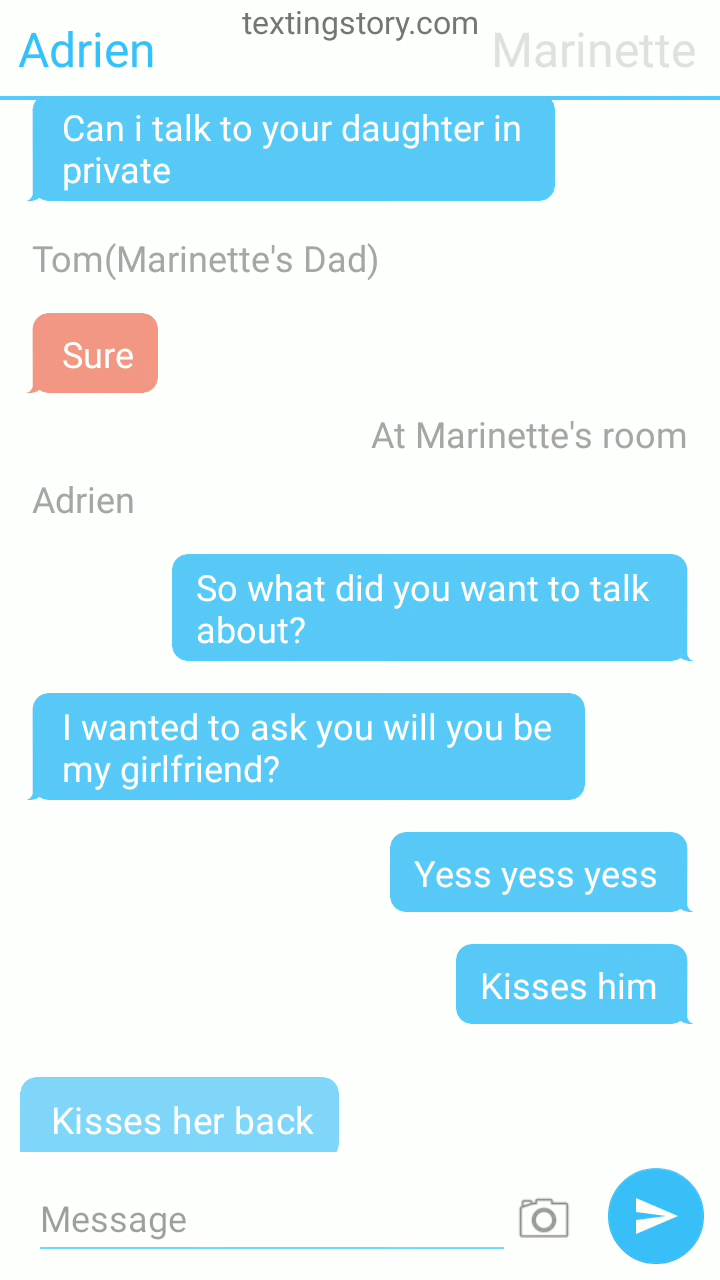 textingstory.com
Adrien
Marinette
Can i talk to your daughter in
private
Tom(Marinette's Dad)
Sure
At Marinette's room
Adrien
So what did you want to talk
about?
I wanted to ask you will you be
my girlfriend?
Yess yess yess
Kisses him
Kisses her back
Message